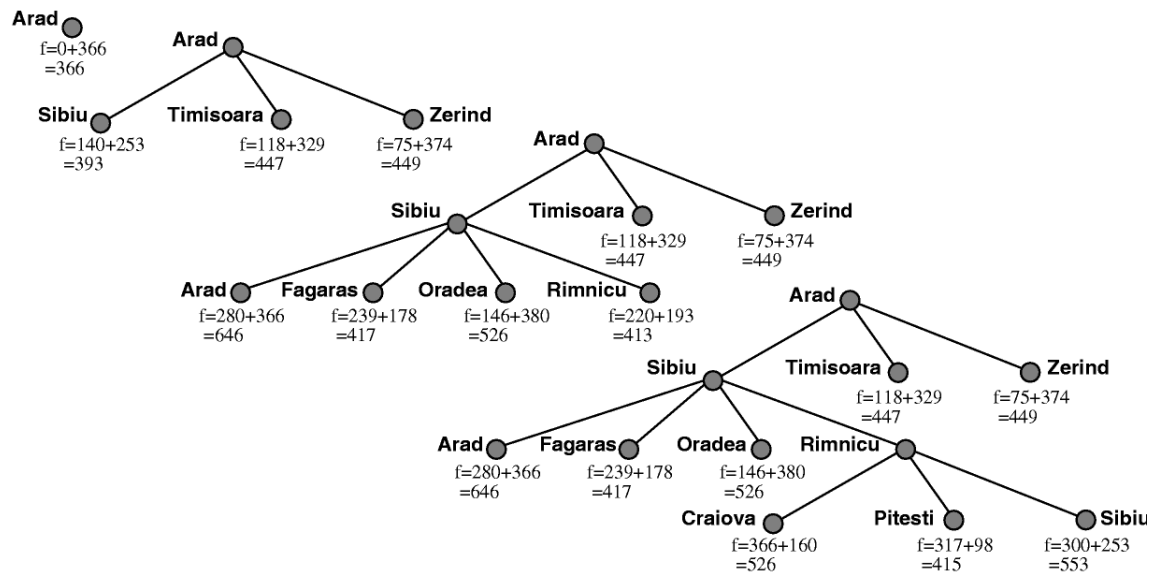 Arad
f=0+366
=366
Arad
Sibiu
f=140+253
=393
Timisoara
f=118+329
=447
Zerind
f=75+374
=449
Arad
Sibiu
Timisoara
f=118+329
=447
Zerind
f=75+374
=449
Arad
f=280+366
=646
Fagaras
f=239+178
=417
Oradea
f=146+380
=526
Rimnicu
f=220+193
=413
Arad
Sibiu
Timisoara
f=118+329
=447
Zerind
f=75+374
=449
Arad
f=280+366
=646
Fagaras
f=239+178
=417
Oradea
f=146+380
=526
Rimnicu
Craiova
f=366+160
=526
Pitesti
f=317+98
=415
Sibiu
f=300+253
=553